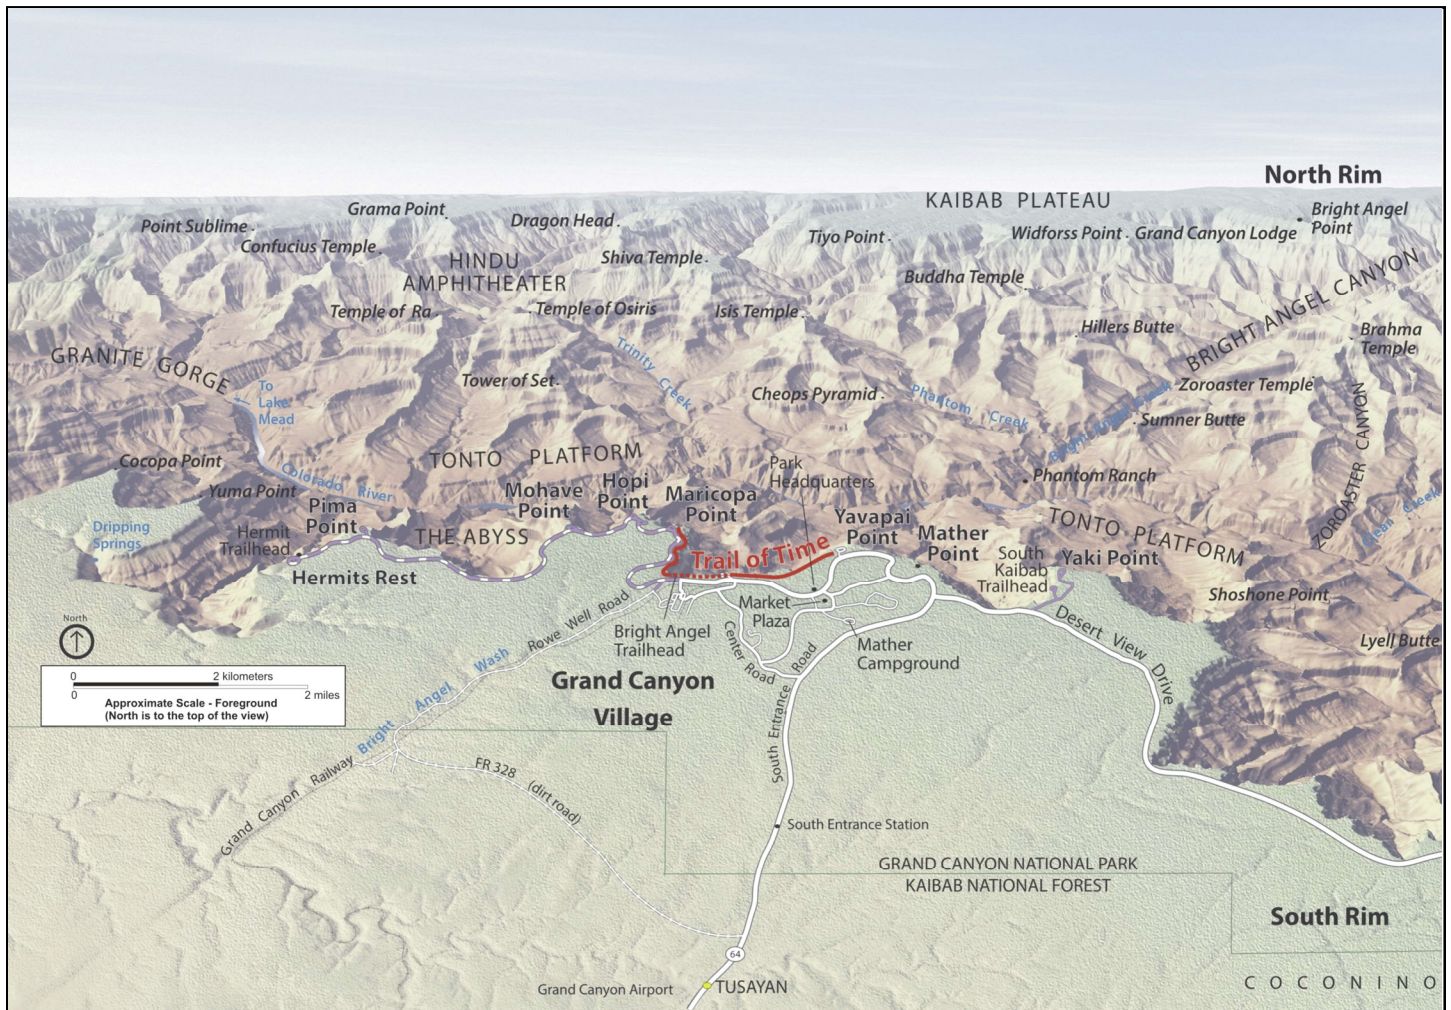 North Rim
KAIBAB PLATEAU
Point Sublime
Grama Point
Dragon Head
Bright Angel
Point
Confucius Temple
Tiyo Point
Widforss Point
Grand Canyon Lodge
HINDU
AMPHITHEATER
Shiva Temple
Buddha Temple
BRIGHT ANGEL CANYON
Temple of Ra
Temple of Osiris
Isis Temple
Hillers Butte
Brahma
Temple
GRANITE GORGE
To
Lake
Mead
Trinity Creek
Tower of Set
Cheops Pyramid
Phantom Creek
Zoroaster Temple
Bright Angel Creek
Sumner Butte
ZOROASTER CANYON
Cocopa Point
TONTO PLATFORM
Park
Headquarters
Phantom Ranch
Colorado River
Yuma Point
Pima
Point
Mohave
Point
Hopi
Point
Maricopa
Point
Yavapai
Point
Mather
Point
TONTO PLATFORM
Clear Creek
Dripping
Springs
Hermit
Trailhead
THE ABYSS
Trail of Time
South
Kaibab
Trailhead
Yaki Point
Hermits Rest
Shoshone Point
North
Rowe Well Road
Bright Angel
Trailhead
Market
Plaza
Center Road
Mather
Campground
Desert View Drive
Lyell Butte
0 2 kilometers
0 2 miles
Approximate Scale - Foreground
(North is to the top of the view)
Grand Canyon
Village
Bright Angel Wash
South Entrance Road
Grand Canyon Railway
FR 328 (dirt road)
South Entrance Station
GRAND CANYON NATIONAL PARK
KAIBAB NATIONAL FOREST
South Rim
64
Grand Canyon Airport
TUSAYAN
COCONINO